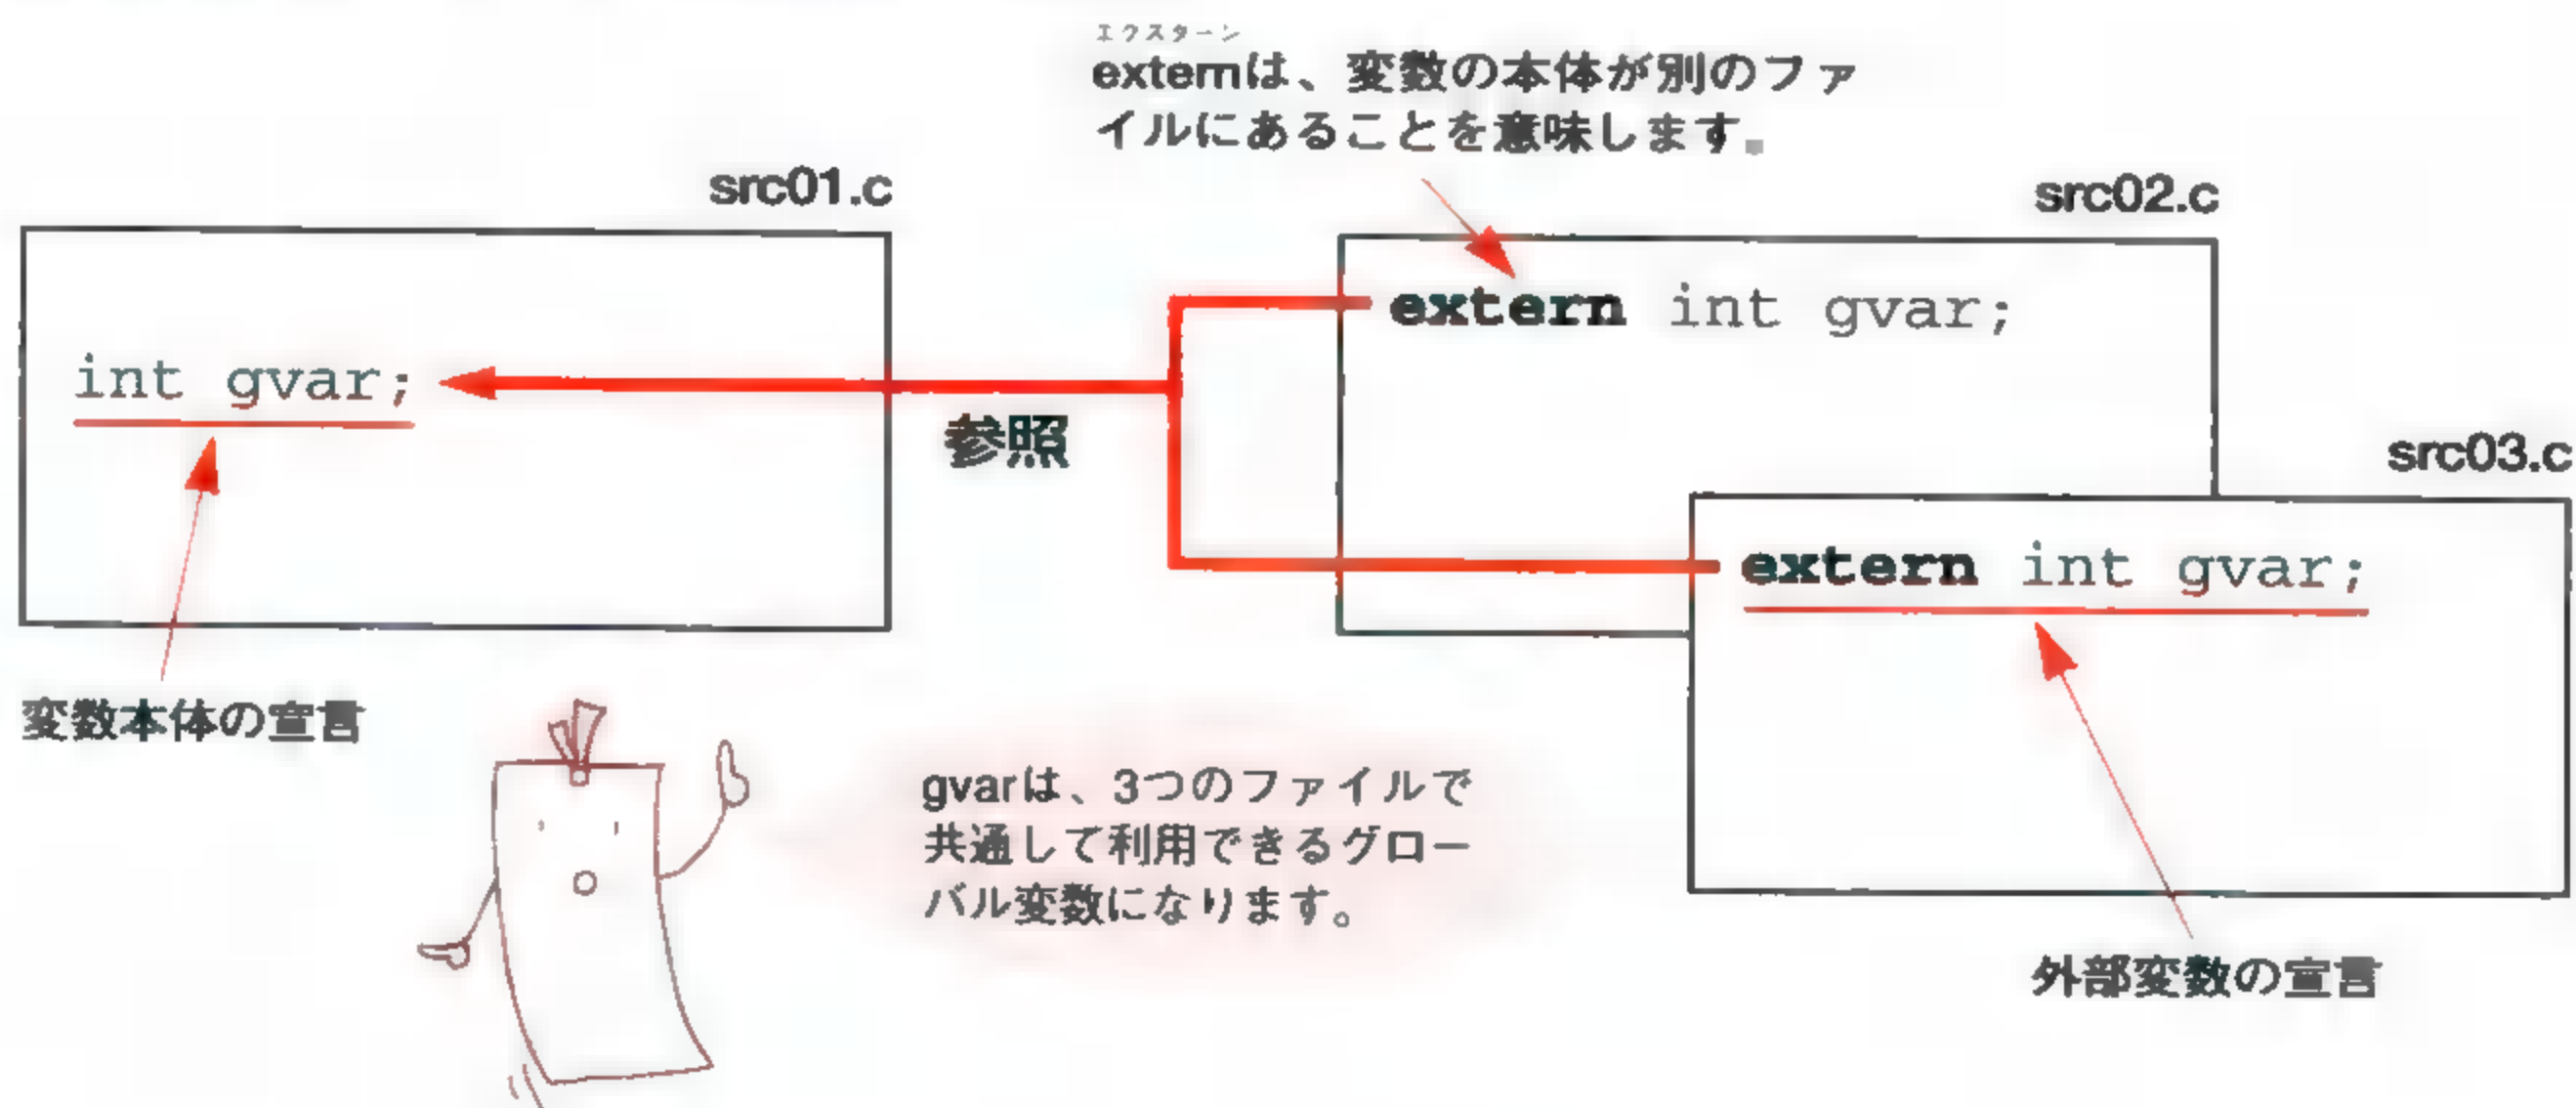 エクスターン
externは、変数の本体が別のファ
イルにあることを意味します。
src01.c
src02.c
extern int gvar;
int gvar;
参照
src03.c
extern int gvar;
変数本体の宣言
gvarは、3つのファイルで
共通して利用できるグロー
バル変数になります。
外部変数の宣言